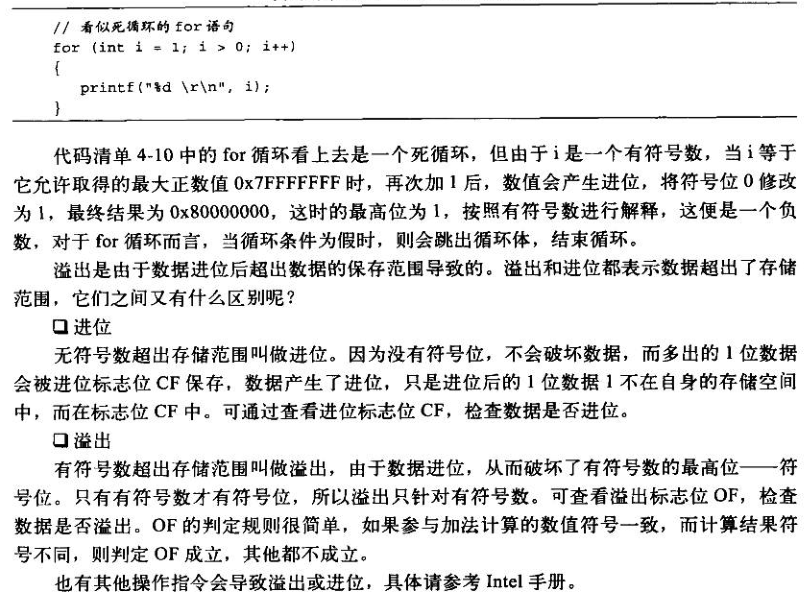 // 看似死循环的 for 语句
for (int i = 1; i > 0; i++)
{
printf("%d \r\n", i);
}
代码清单 4-10 中的 for 循环看上去是一个死循环，但由于 i 是一个有符号数，当 i 等于
它允许取得的最大正数值 0x7FFFFFFF 时，再次加 1 后，数值会产生进位，将符号位 0 修改
为 1，最终结果为 0x80000000，这时的最高位为 1，按照有符号数进行解释，这便是一个负
数，对于 for 循环而言，当循环条件为假时，则会跳出循环体，结束循环。
溢出是由于数据进位后超出数据的保存范围导致的。溢出和进位都表示数据超出了存储
范围，它们之间又有什么区别呢？
❑ 进位
无符号数超出存储范围叫做进位。因为没有符号位，不会破坏数据，而多出的 1 位数据
会被进位标志位 CF 保存，数据产生了进位，只是进位后的 1 位数据 1 不在自身的存储空间
中，而在标志位 CF 中。可通过查看进位标志位 CF，检查数据是否进位。
❑ 溢出
有符号数超出存储范围叫做溢出，由于数据进位，从而破坏了有符号数的最高位——符
号位。只有有符号数才有符号位，所以溢出只针对有符号数。可查看溢出标志位 OF，检查
数据是否溢出。OF 的判定规则很简单，如果参与加法计算的数值符号一致，而计算结果符
号不同，则判定 OF 成立，其他都不成立。
也有其他操作指令会导致溢出或进位，具体请参考 Intel 手册。